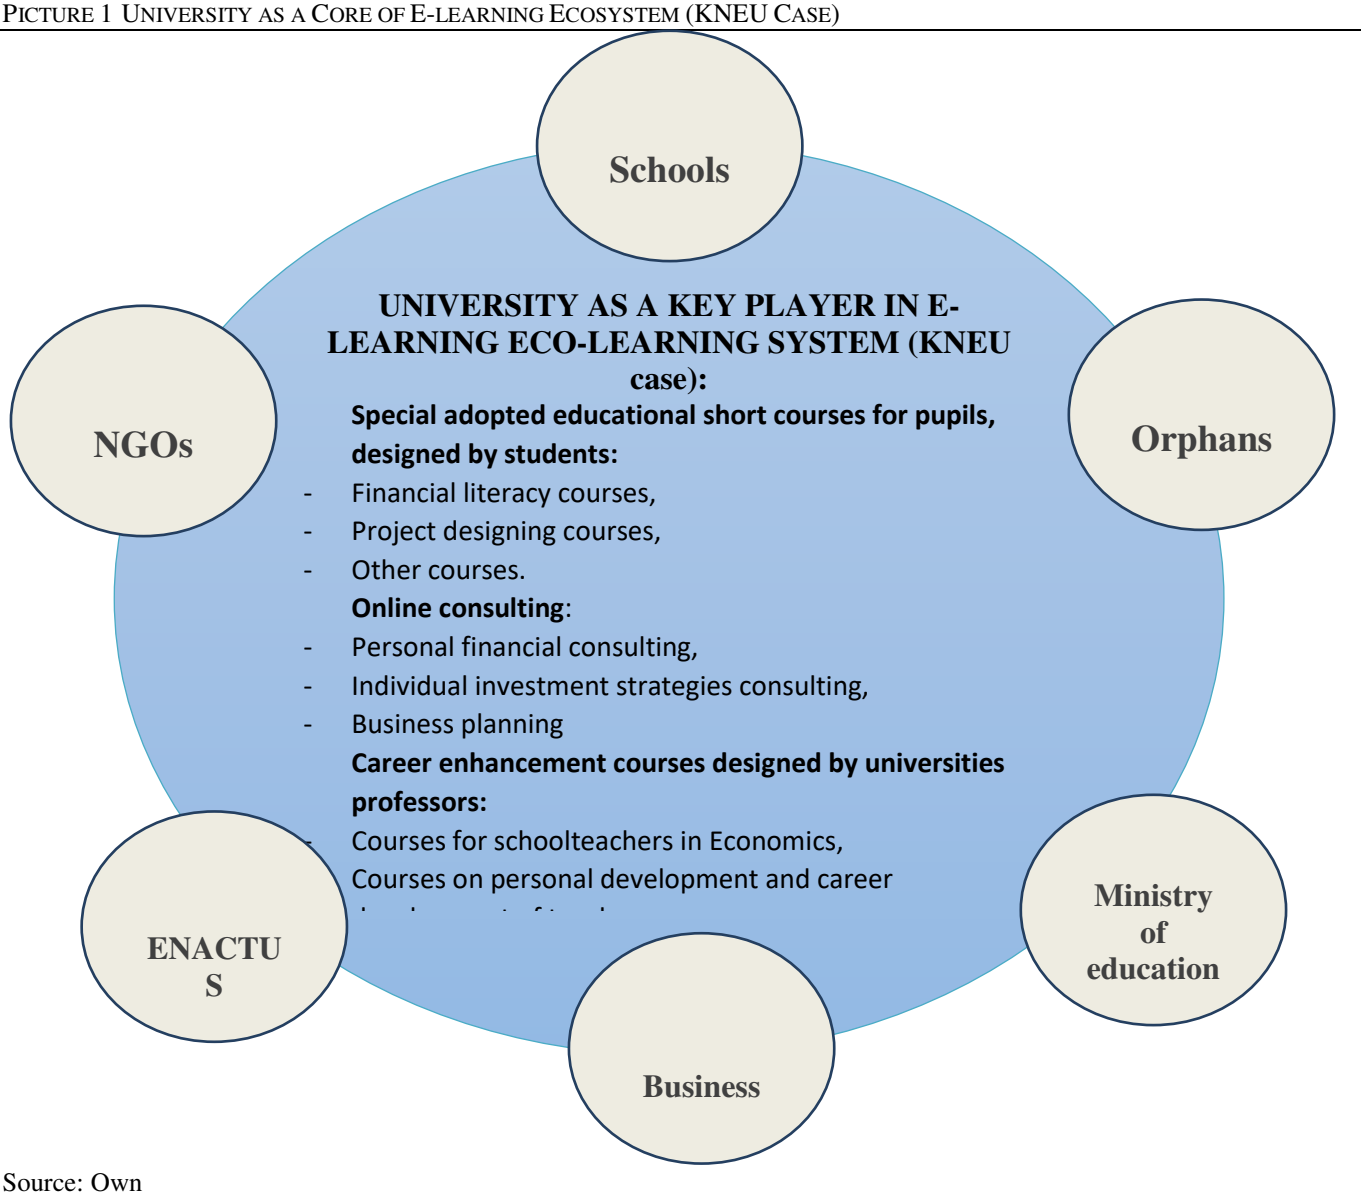 PICTURE 1 UNIVERSITY AS A CORE OF E-LEARNING ECOSYSTEM (KNEU CASE)
Schools
UNIVERSITY AS A KEY PLAYER IN E-
LEARNING ECO-LEARNING SYSTEM (KNEU
case):
Special adopted educational short courses for pupils,
designed by students:
- Financial literacy courses,
- Project designing courses,
- Other courses.
Online consulting:
- Personal financial consulting,
- Individual investment strategies consulting,
- Business planning
Career enhancement courses designed by universities
professors:
- Courses for schoolteachers in Economics,
Courses on personal development and career
NGOs
Orphans
ENACTU
S
Ministry
of
education
Business
Source: Own